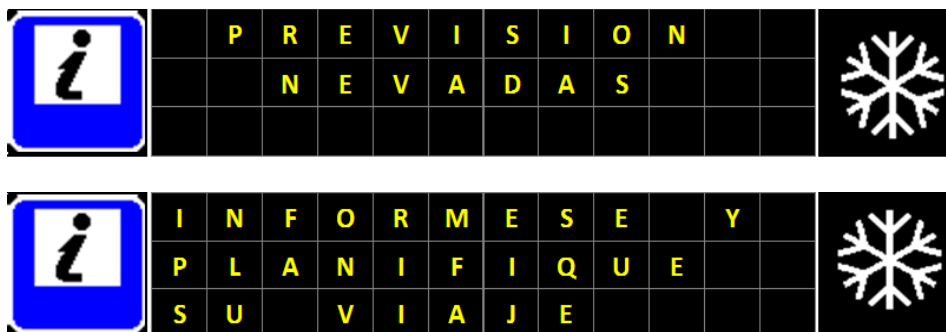 PREVISION
NEVADAS
INFORMESE Y
PLANIFIQUE
SU VIAJE